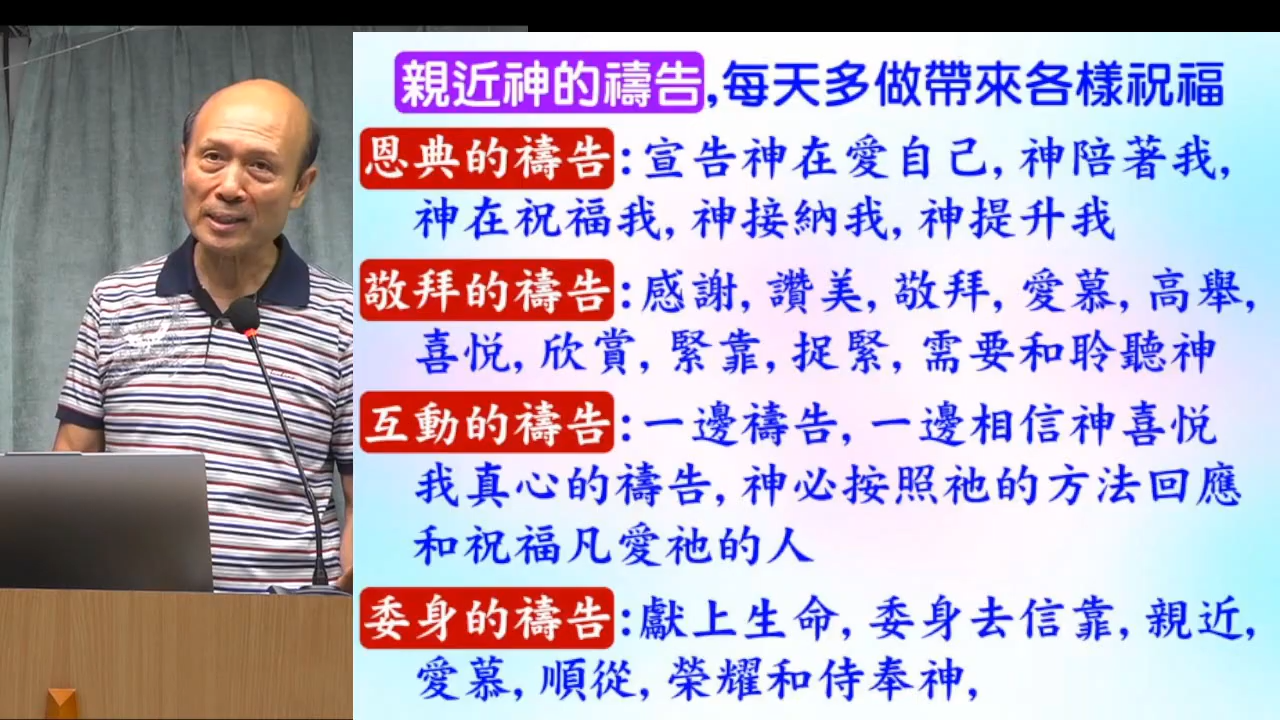 親近神的禱告,每天多做帶來各樣祝福
恩典的禱告:宣告神在愛自己,神陪著我,
神在祝福我,神接納我,神提升我
敬拜的禱告:感謝,讚美,敬拜,愛慕,高舉,
喜悅,欣賞,緊靠,捉緊,需要和聆聽神
互動的禱告:一邊禱告,一邊相信神喜悅
我真心的禱告,神必按照祂的方法回應
和祝福凡愛祂的人
委身的禱告:獻上生命,委身去信靠,親近,
愛慕,順從,榮耀和侍奉神,